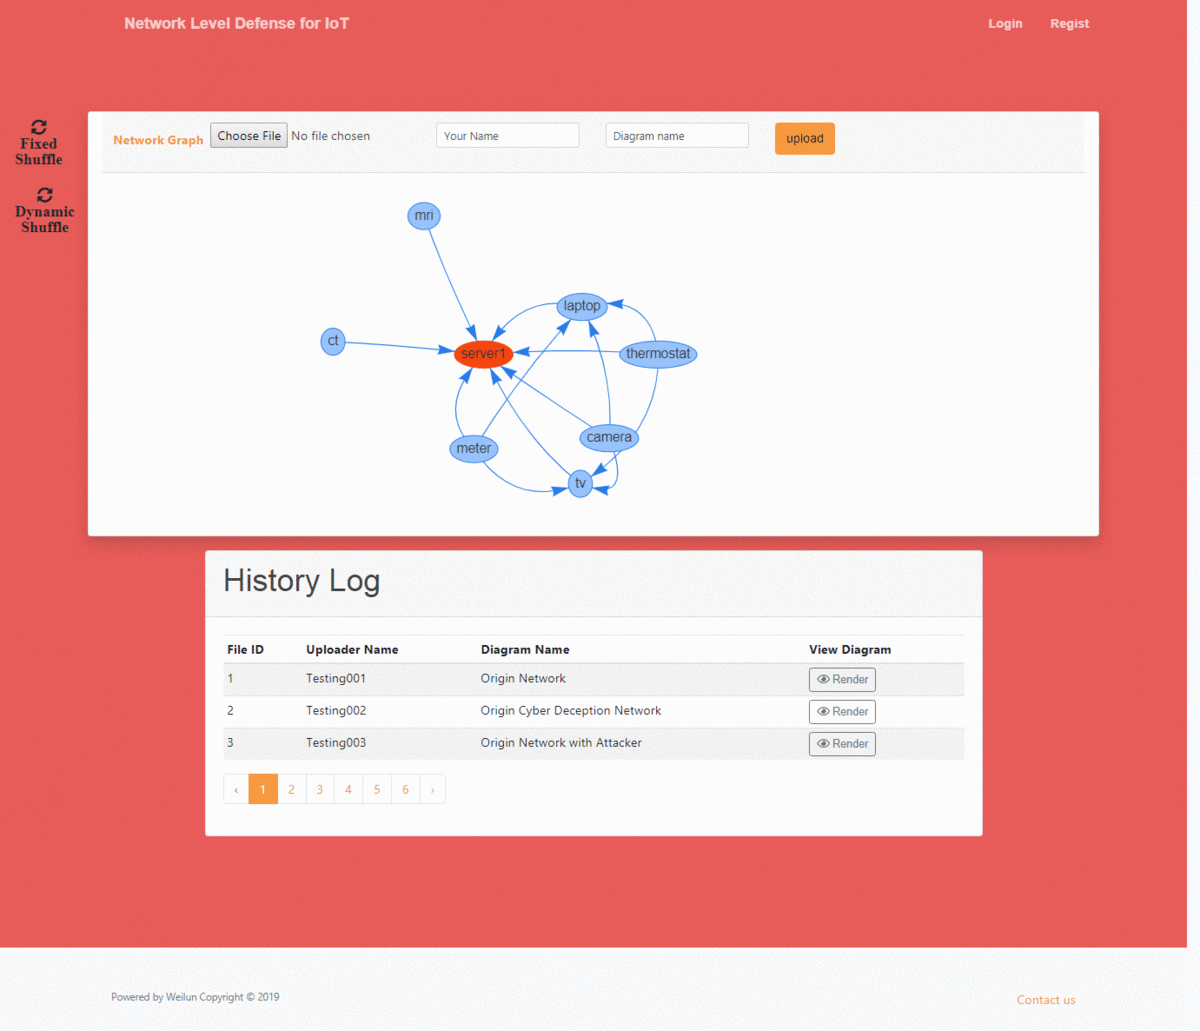 Network Level Defense for IoT
Login
Regist
Fixed
Shuffle
Dynamic
Shuffle
Network Graph
Choose File No file chosen
Your Name
Diagram name
upload
mri
laptop
ct
server1
thermostat
camera
meter
tv
History Log
File ID Uploader Name Diagram Name View Diagram
1 Testing001 Origin Network Render
2 Testing002 Origin Cyber Deception Network Render
3 Testing003 Origin Network with Attacker Render
‹ 1 2 3 4 5 6 ›
Powered by Weilun Copyright © 2019
Contact us